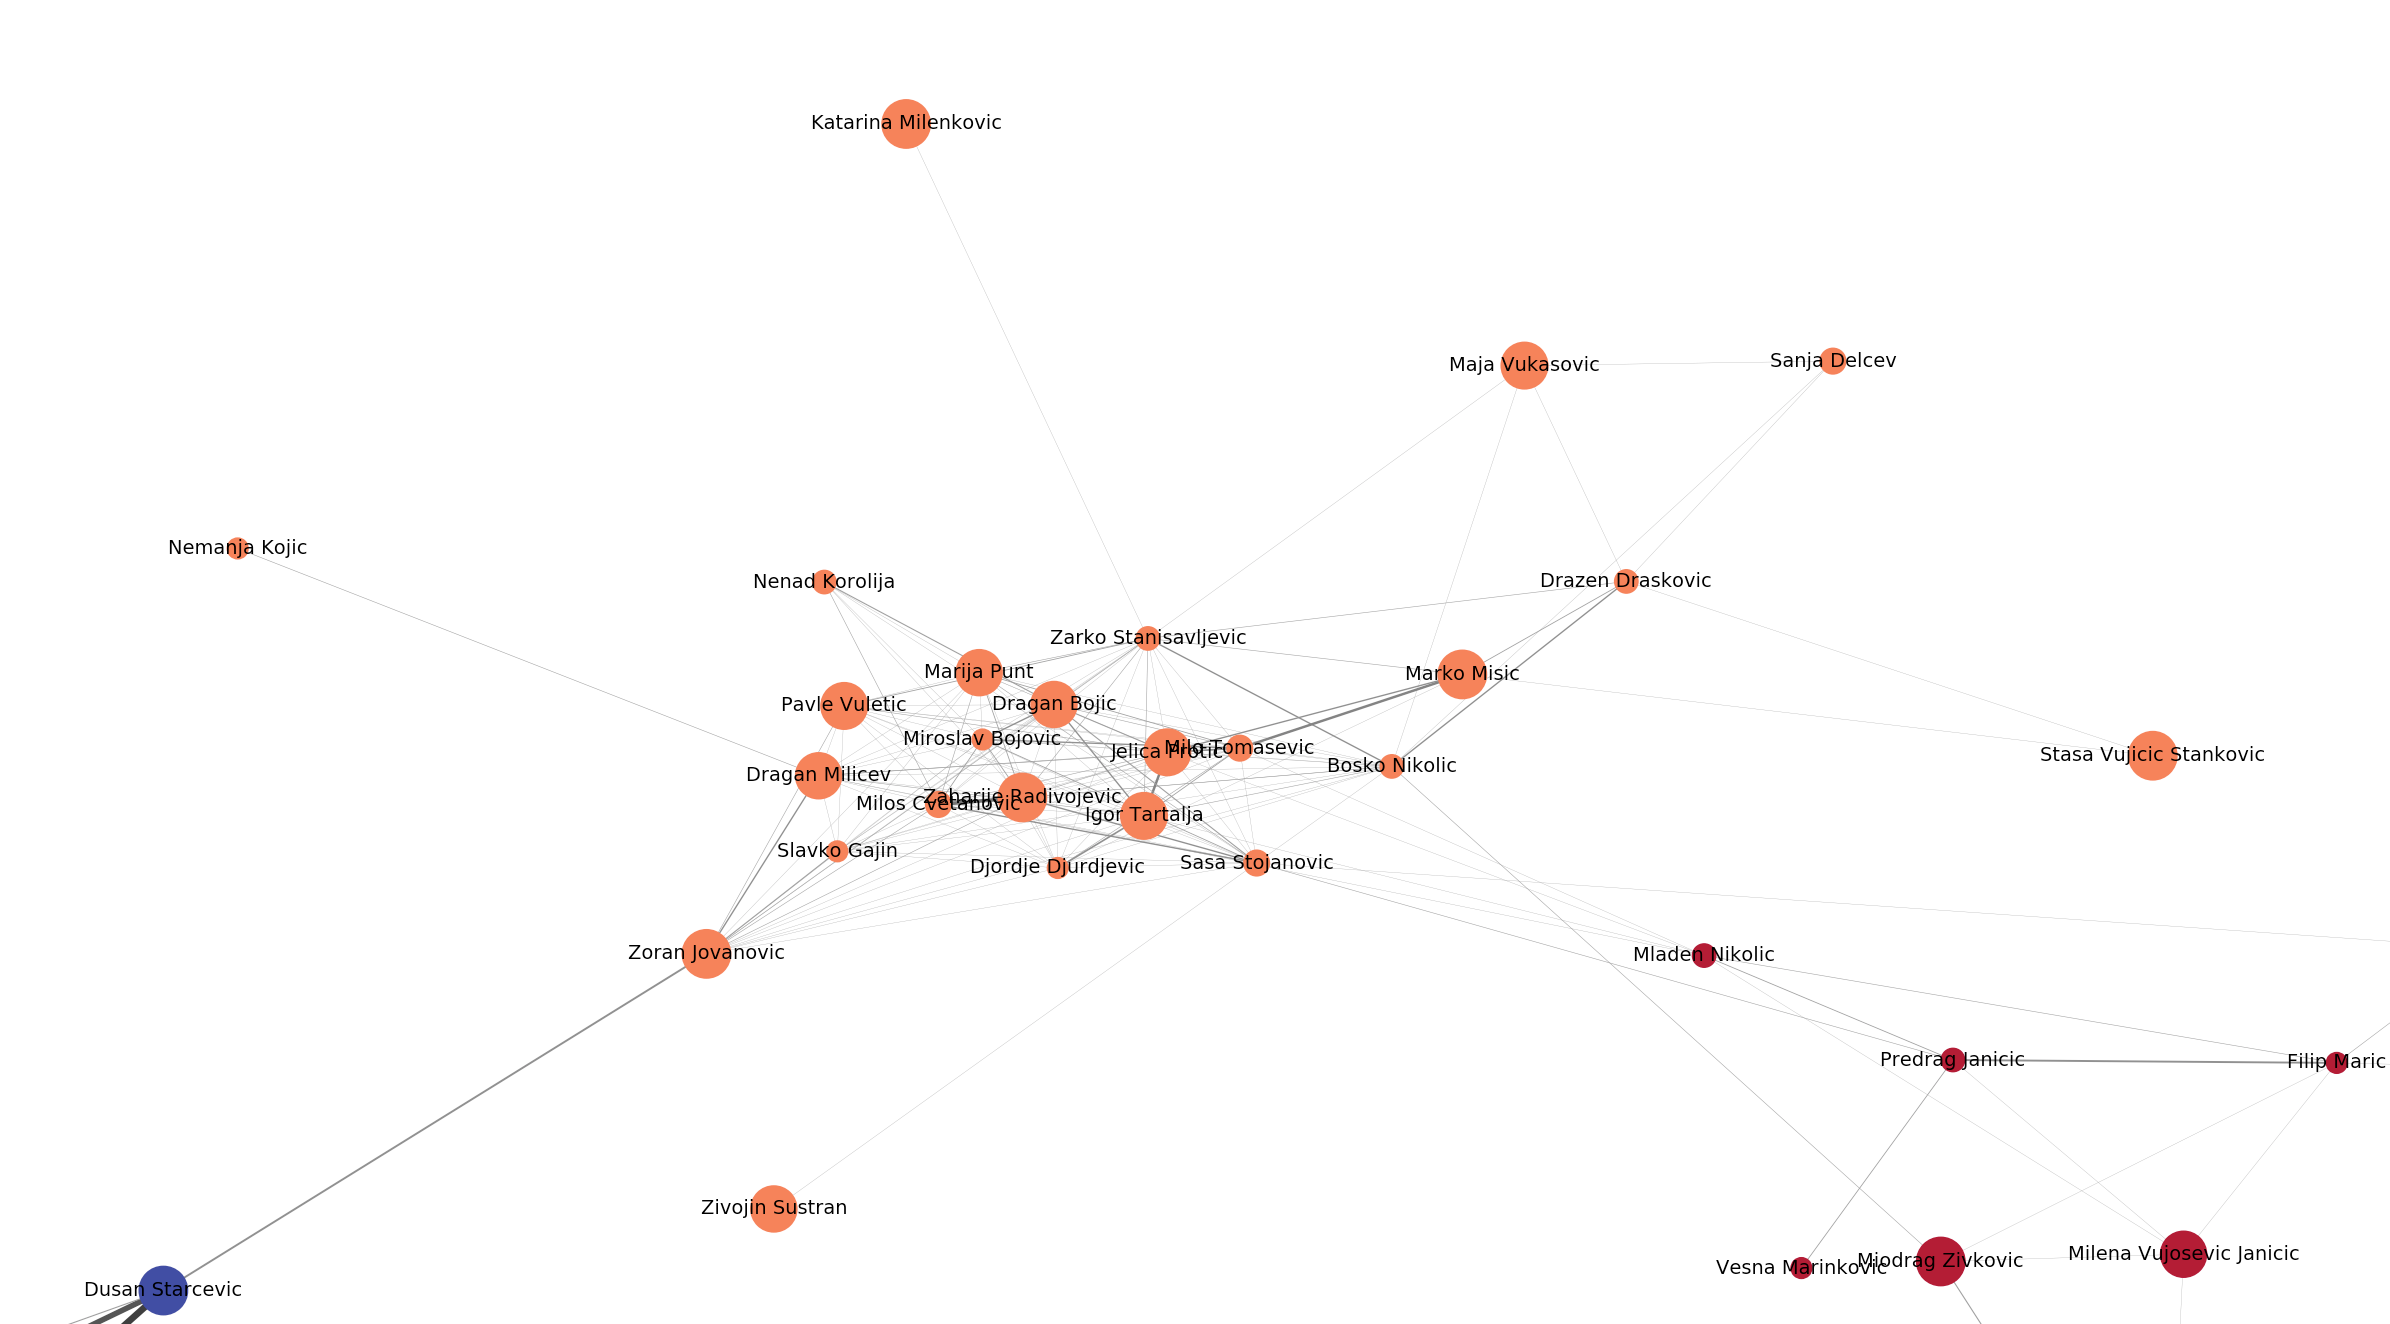 Katarina Milenkovic
Maja Vukasovic
Sanja Delcev
Nemanja Kojic
Nenad Korolija
Drazen Draskovic
Zarko Stanisavljevic
Marija Punt
Marko Misic
Pavle Vuletic
Dragan Bojic
Miroslav Bojovic
Jelica Protic
Milo Tomasevic
Stasa Vujicic Stankovic
Bosko Nikolic
Dragan Milicev
Zaharije Radivojevic
Milos Cvetanovic
Igor Tartalja
Slavko Gajin
Djordje Djurdjevic
Sasa Stojanovic
Zoran Jovanovic
Mladen Nikolic
Predrag Janicic
Filip Maric
Zivojin Sustran
Milena Vujosevic Janicic
Vesna Marinkovic
Miodrag Zivkovic
Dusan Starcevic